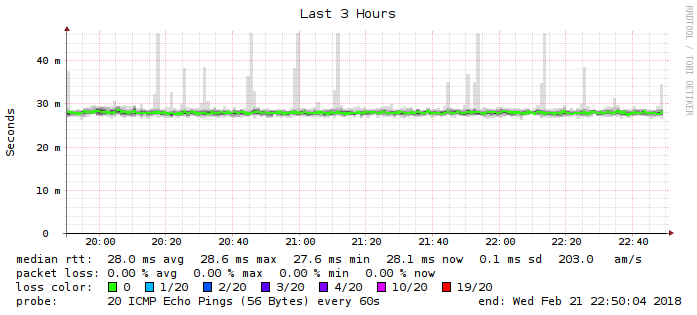 Last 3 Hours
RRDTOOL / TOBI OETIKER
Seconds
40 m
30 m
20 m
10 m
0
20:00 20:20 20:40 21:00 21:20 21:40 22:00 22:20 22:40
median rtt: 28.0 ms avg 28.6 ms max 27.6 ms min 28.1 ms now 0.1 ms sd 203.0 am/s
packet loss: 0.00 % avg 0.00 % max 0.00 % min 0.00 % now
loss color: 0 1/20 2/20 3/20 4/20 10/20 19/20
probe: 20 ICMP Echo Pings (56 Bytes) every 60s end: Wed Feb 21 22:50:04 2018